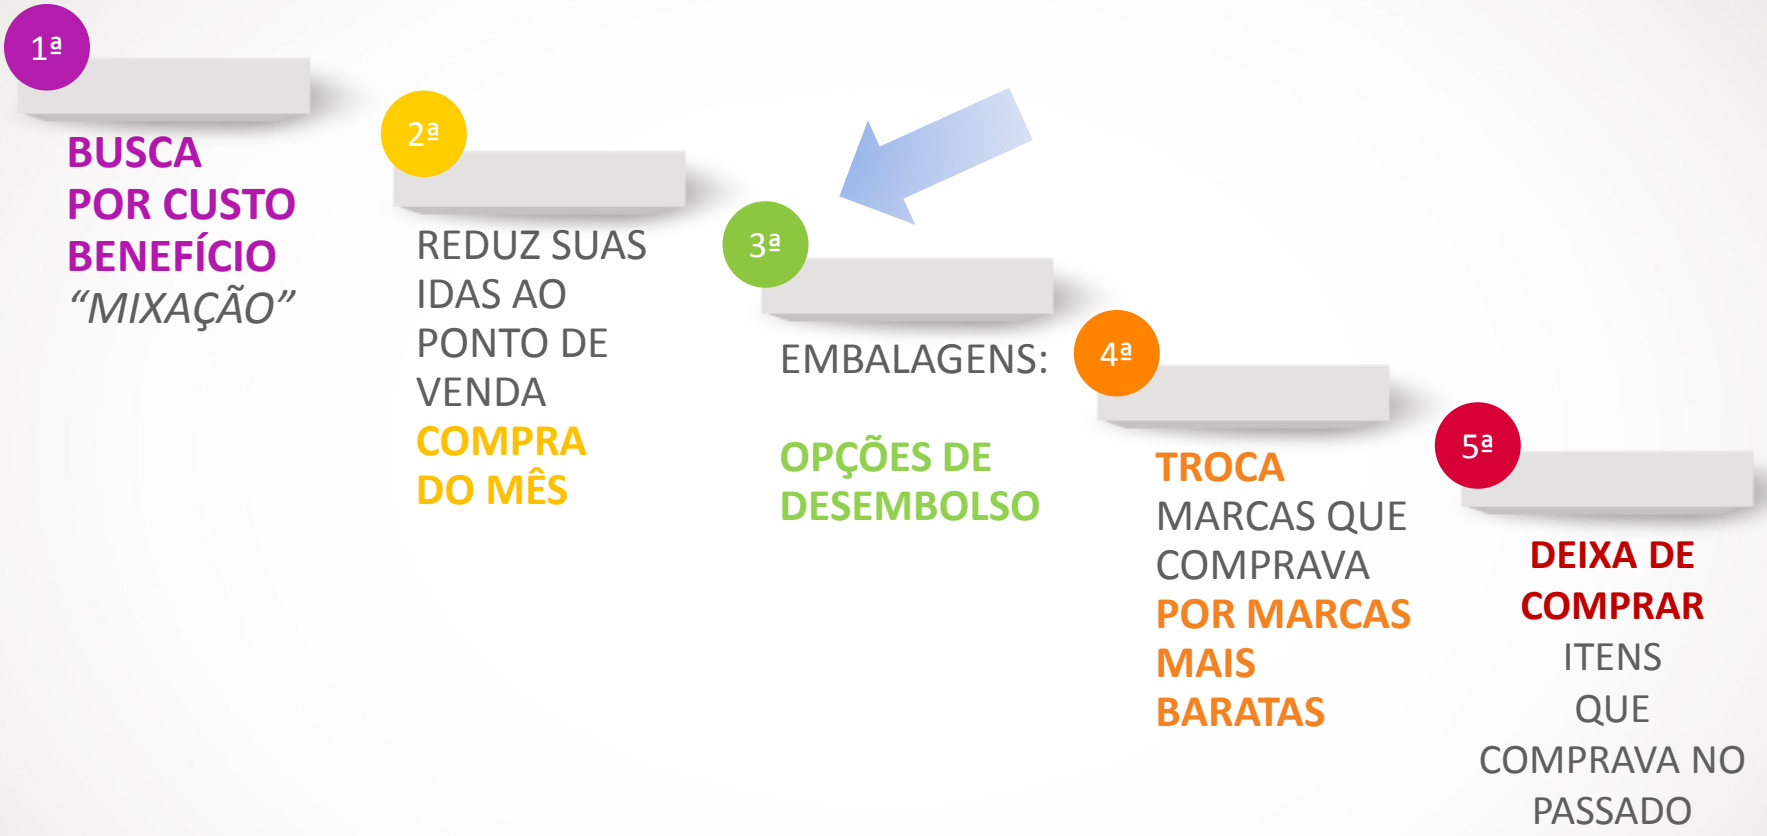 1ª
BUSCA
POR CUSTO
BENEFÍCIO
“MIXAÇÃO”
2ª
REDUZ SUAS
IDAS AO
PONTO DE
VENDA
COMPRA
DO MÊS
3ª
EMBALAGENS:
OPÇÕES DE
DESEMBOLSO
4ª
TROCA
MARCAS QUE
COMPRAVA
POR MARCAS
MAIS
BARATAS
5ª
DEIXA DE
COMPRAR
ITENS
QUE
COMPRAVA NO
PASSADO